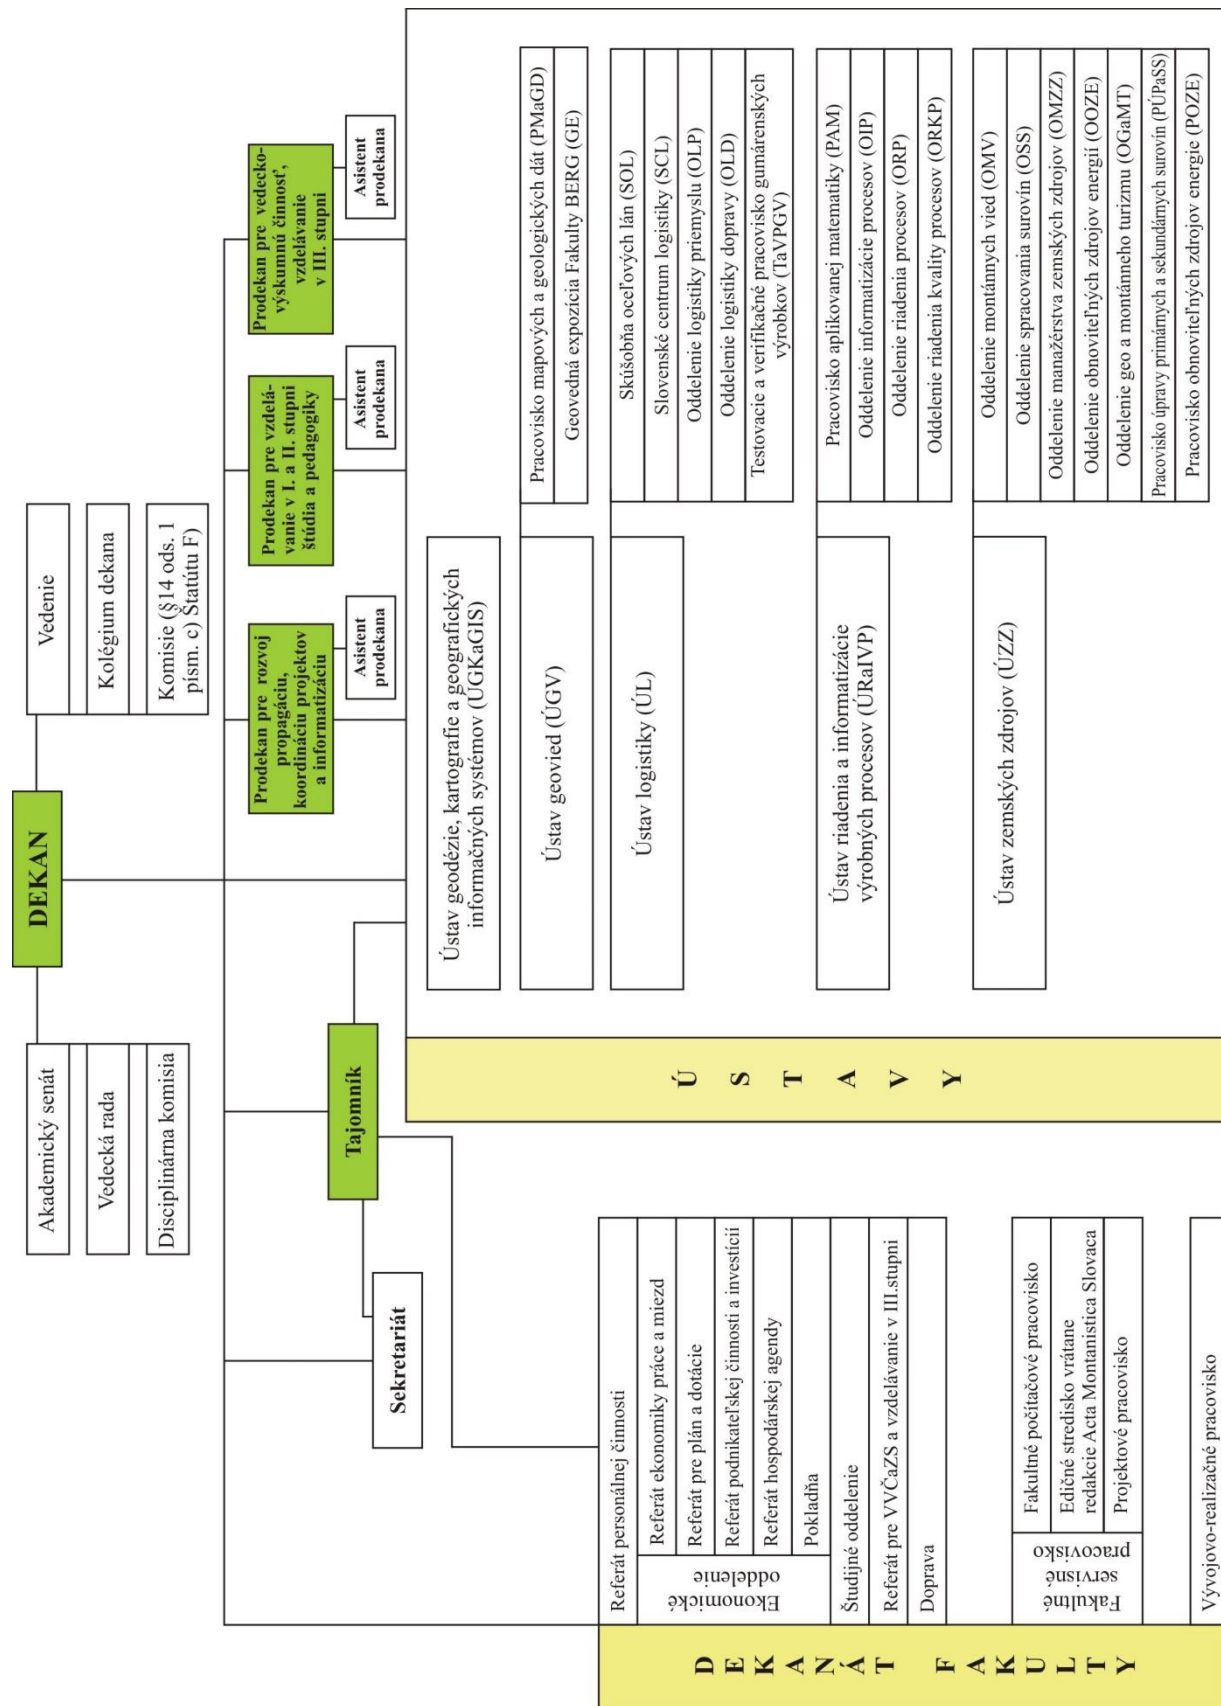 DEKAN
Akademický senát
Vedecká rada
Disciplinárna komisia
Vedenie
Kolégium dekana
Komisie (§14 ods. 1
písm. c) Štatútu F)
Prodekan pre rozvoj
propagáciu,
koordináciu projektov
a informatizáciu
Asistent
prodekana
Prodekan pre vzdelá-
vanie v I. a II. stupni
štúdia a pedagogiky
Asistent
prodekana
Prodekan pre vedecko-
výskumnú činnosť,
vzdelávanie
v III. stupni
Asistent
prodekana
Tajomník
Sekretariát
DEKANÁT FAKULTY
Referát personálnej činnosti
Ekonomické
oddelenie
Referát ekonomiky práce a miezd
Referát pre plán a dotácie
Referát podnikateľskej činnosti a investícií
Referát hospodárskej agendy
Pokladňa
Študijné oddelenie
Referát pre VVČaZS a vzdelávanie v III.stupni
Doprava
Fakultné
servisné
pracovisko
Fakultné počítačové pracovisko
Edičné stredisko vrátane
redakcie Acta Montanistica Slovaca
Projektové pracovisko
Vývojovo-realizačné pracovisko
ÚSTAVY
Ústav geodézie, kartografie a geografických
informačných systémov (ÚGKaGIS)
Ústav geovied (ÚGV)
Pracovisko mapových a geologických dát (PMaGD)
Geovedná expozícia Fakulty BERG (GE)
Ústav logistiky (ÚL)
Skúšobňa oceľových lán (SOL)
Slovenské centrum logistiky (SCL)
Oddelenie logistiky priemyslu (OLP)
Oddelenie logistiky dopravy (OLD)
Testovacie a verifikačné pracovisko gumárenských
výrobkov (TaVPGV)
Ústav riadenia a informatizácie
výrobných procesov (ÚRaIVP)
Pracovisko aplikovanej matematiky (PAM)
Oddelenie informatizácie procesov (OIP)
Oddelenie riadenia procesov (ORP)
Oddelenie riadenia kvality procesov (ORKP)
Ústav zemských zdrojov (ÚZZ)
Oddelenie montánnych vied (OMV)
Oddelenie spracovania surovín (OSS)
Oddelenie manažérstva zemských zdrojov (OMZZ)
Oddelenie obnoviteľných zdrojov energií (OOZE)
Oddelenie geo a montánneho turizmu (OGaMT)
Pracovisko úpravy primárnych a sekundárnych surovín (PÚPaSS)
Pracovisko obnoviteľných zdrojov energie (POZE)